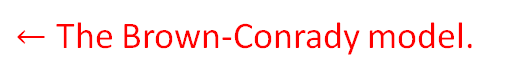 ← The Brown-Conrady model.